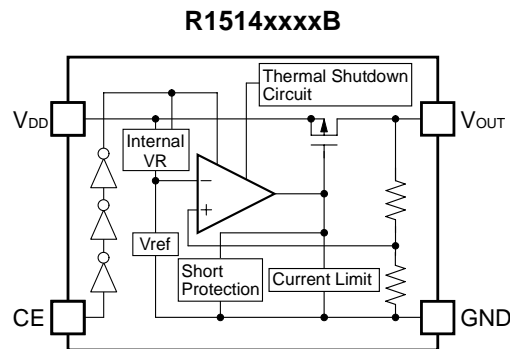 R1514xxxxB
Thermal Shutdown
Circuit
VDD
VOUT
Internal
VR
−
+
Vref
Short
Protection
Current Limit
CE
GND